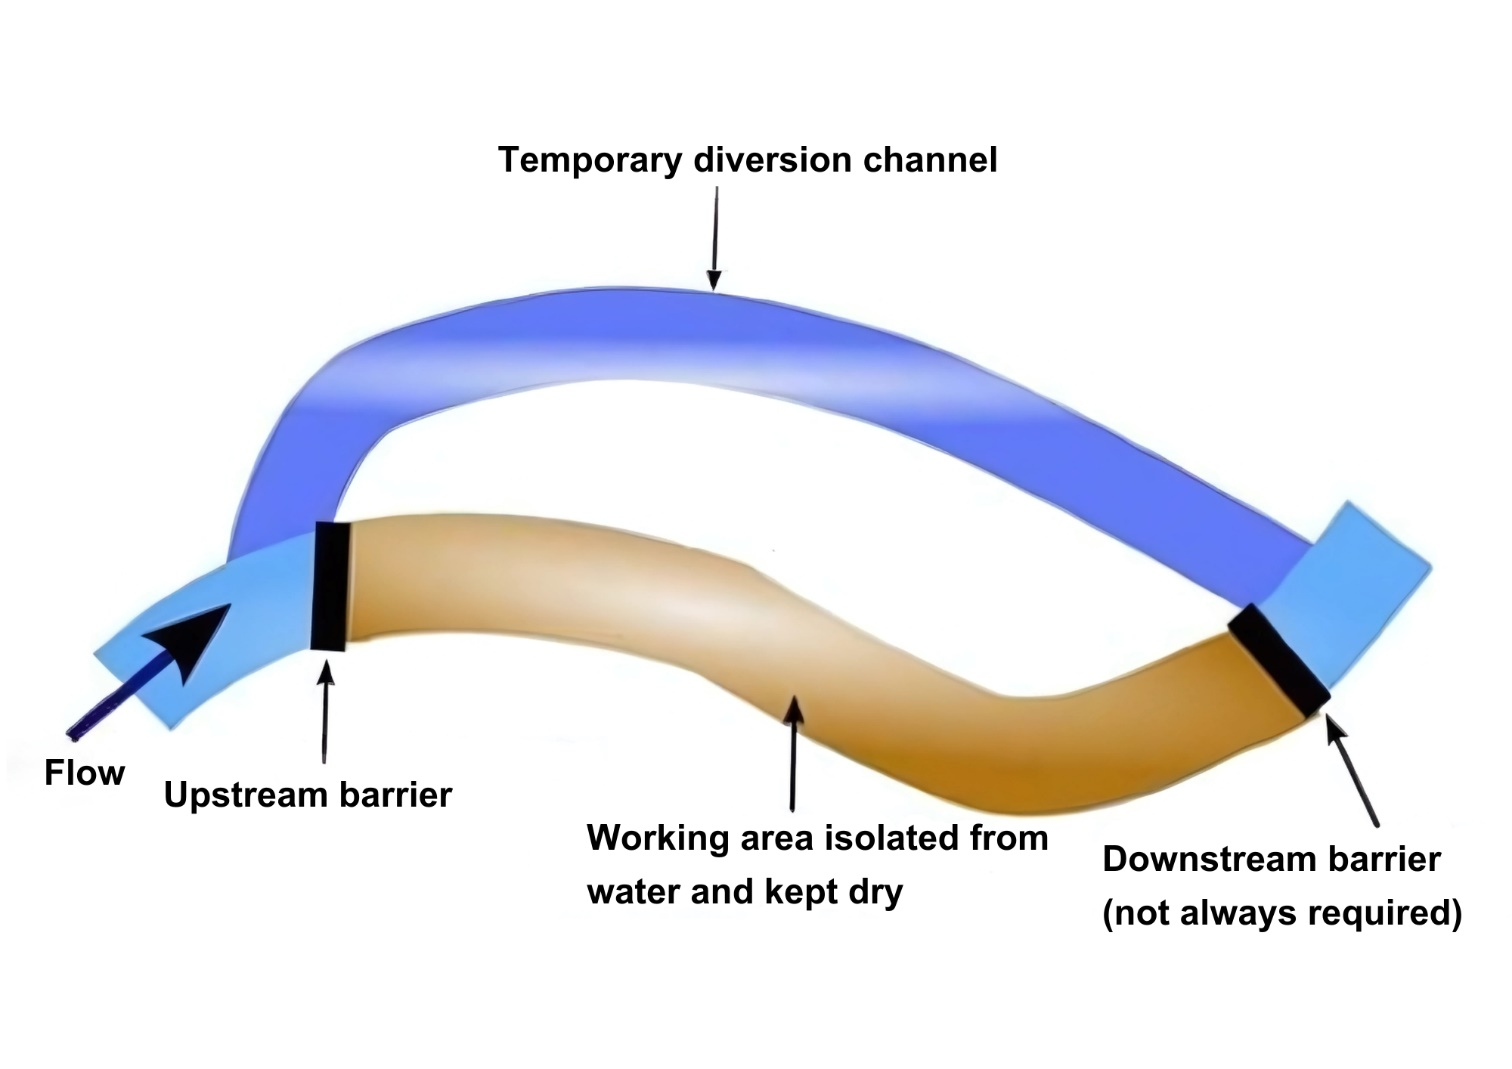 Temporary diversion channel
Flow
Upstream barrier
Working area isolated from
water and kept dry
Downstream barrier
(not always required)